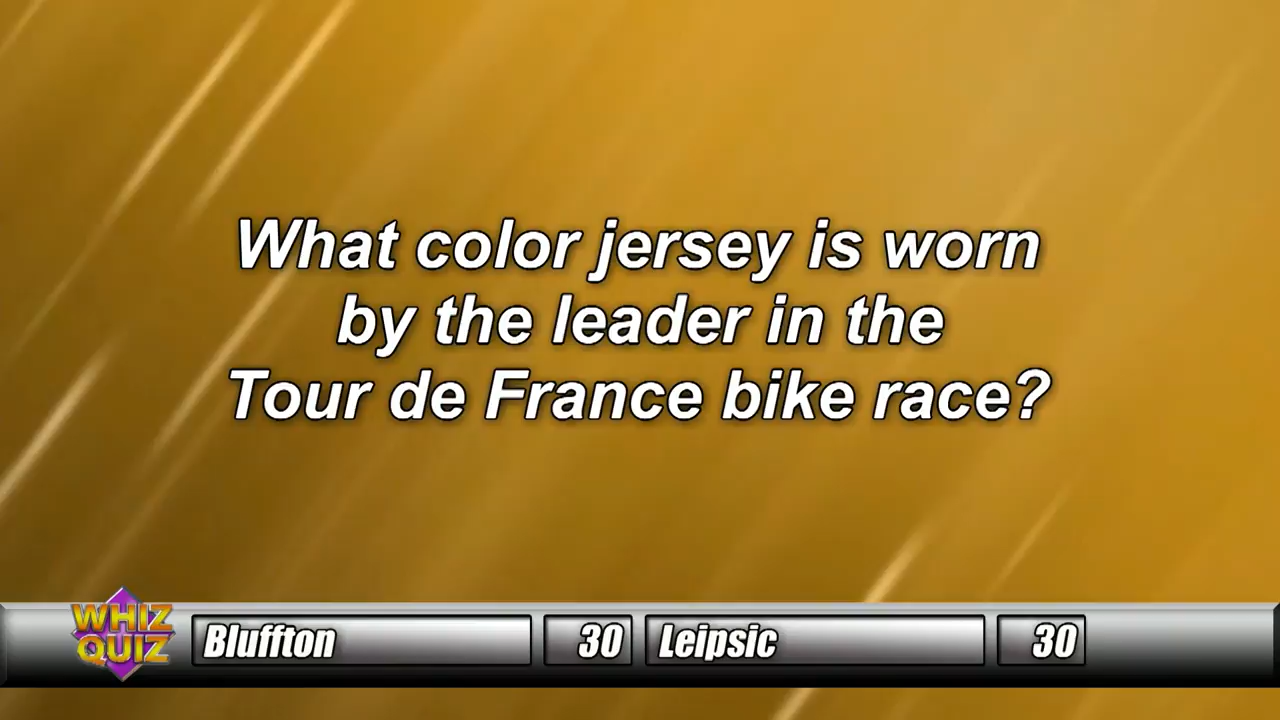 What color jersey is worn
by the leader in the
Tour de France bike race?
WHIZ
QUIZ
Bluffton 30 Leipsic 30